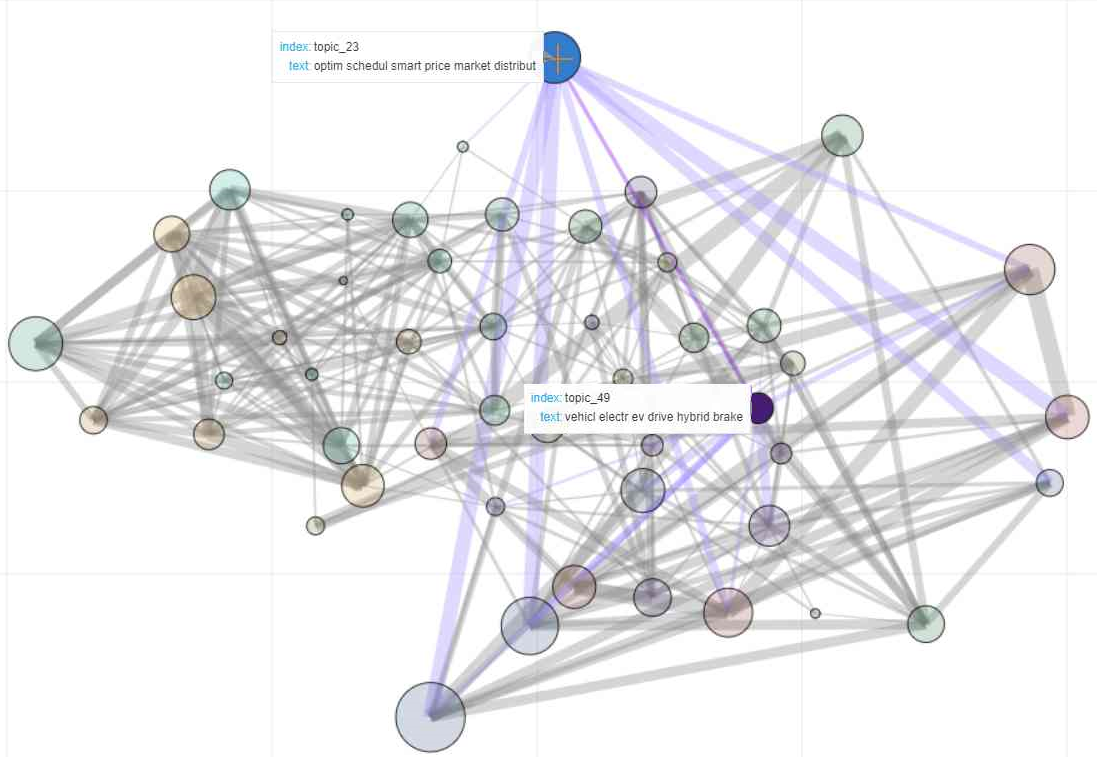 index: topic_23
text: optim schedul smart price market distribut
index: topic_49
text: vehicl electr ev drive hybrid brake